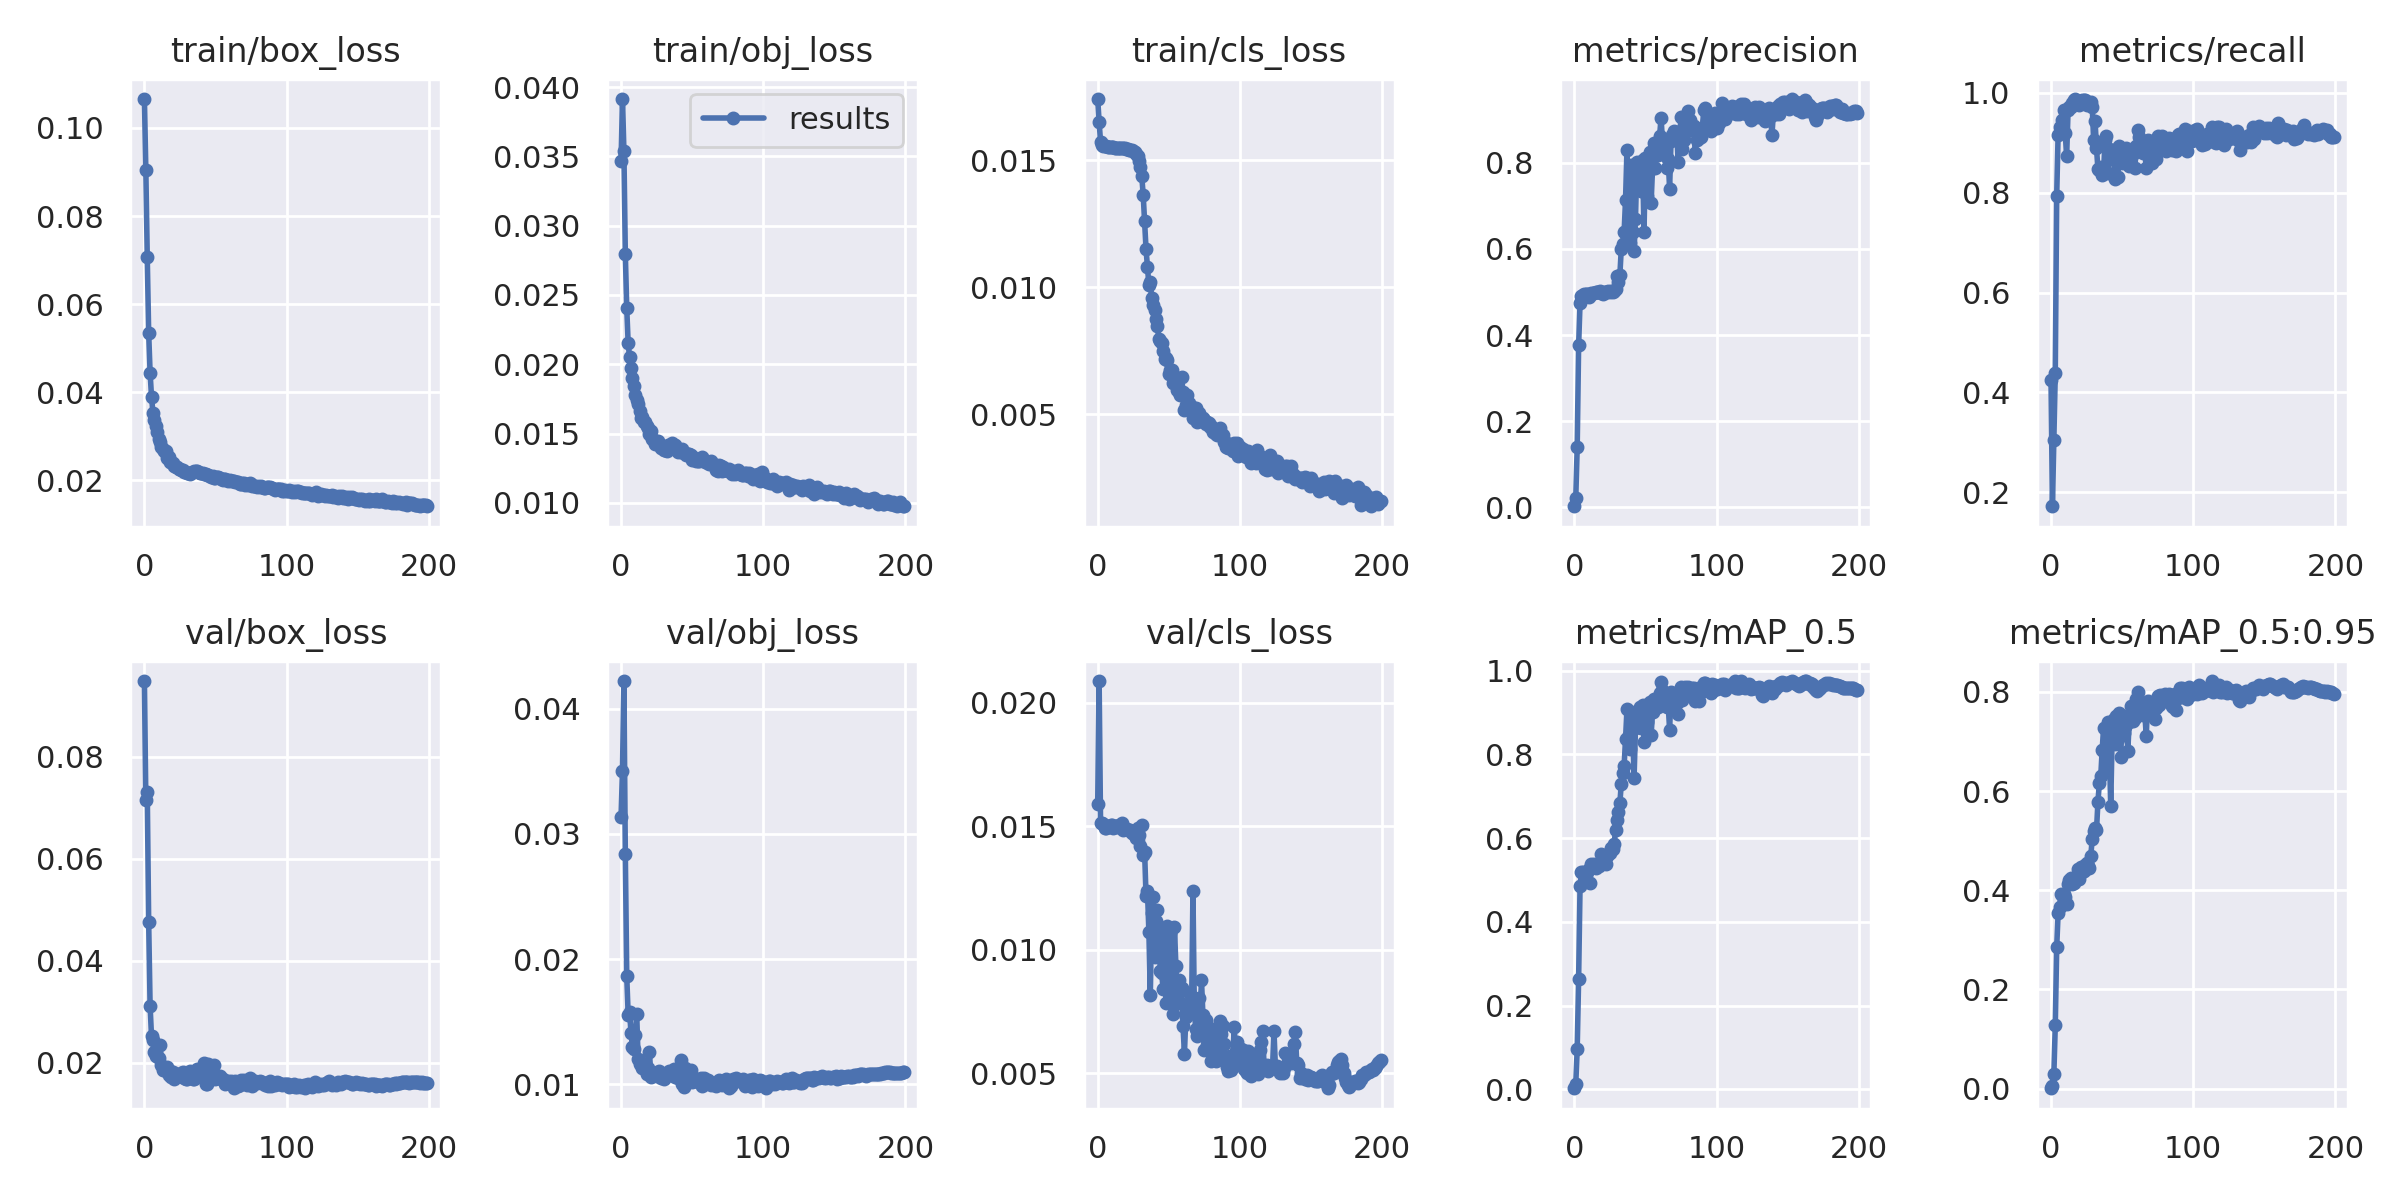 train/box_loss
0.10
0.08
0.06
0.04
0.02
0 100 200
train/obj_loss
results
0.040
0.035
0.030
0.025
0.020
0.015
0.010
0 100 200
train/cls_loss
0.015
0.010
0.005
0 100 200
metrics/precision
0.8
0.6
0.4
0.2
0.0
0 100 200
metrics/recall
1.0
0.8
0.6
0.4
0.2
0 100 200
val/box_loss
0.08
0.06
0.04
0.02
0 100 200
val/obj_loss
0.04
0.03
0.02
0.01
0 100 200
val/cls_loss
0.020
0.015
0.010
0.005
0 100 200
metrics/mAP_0.5
1.0
0.8
0.6
0.4
0.2
0.0
0 100 200
metrics/mAP_0.5:0.95
0.8
0.6
0.4
0.2
0.0
0 100 200